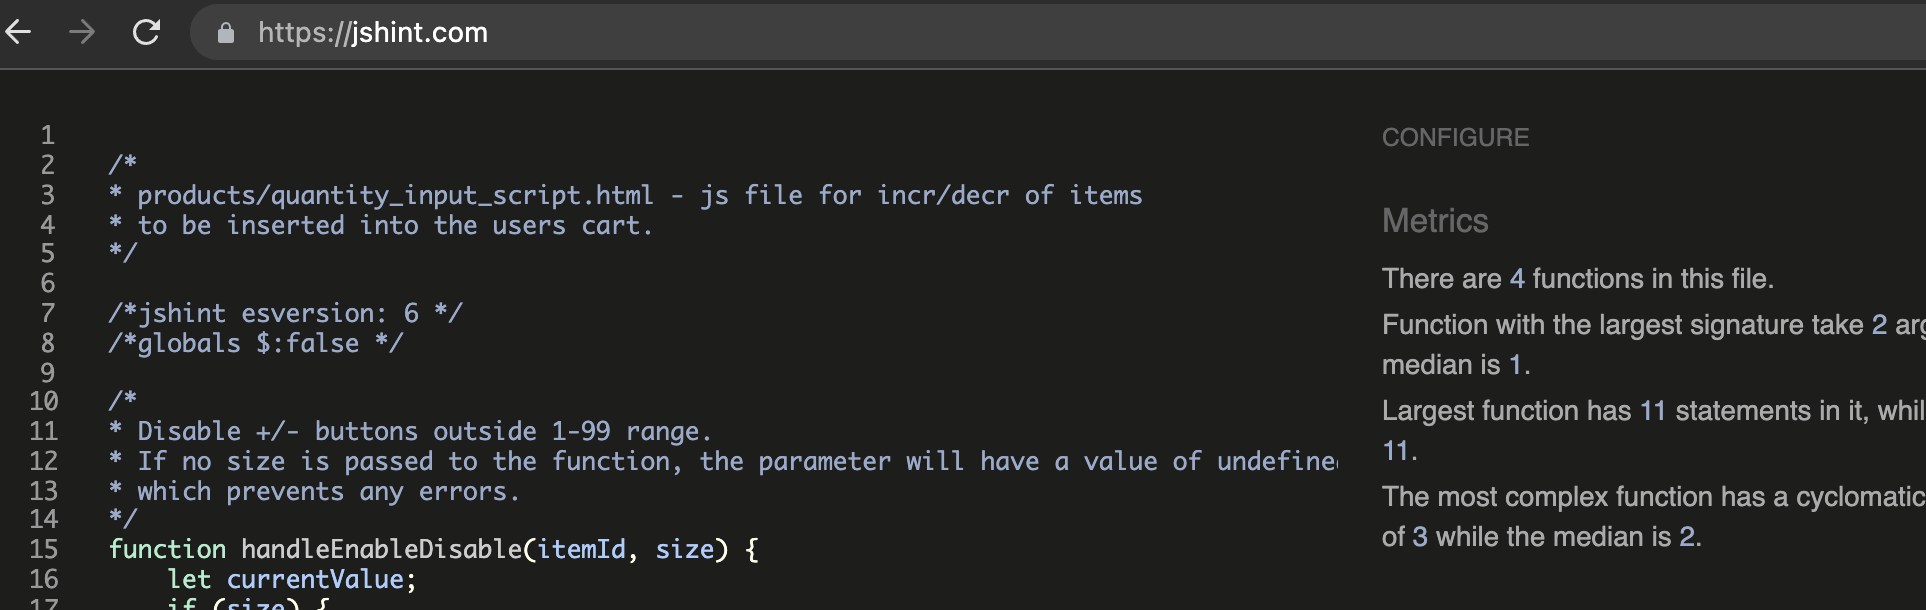 https://jshint.com
1
2 /*
3 * products/quantity_input_script.html - js file for incr/decr of items
4 * to be inserted into the users cart.
5 */
6
7 /*jshint esversion: 6 */
8 /*globals $:false */
9
10 /*
11 * Disable +/- buttons outside 1-99 range.
12 * If no size is passed to the function, the parameter will have a value of undefined
13 * which prevents any errors.
14 */
15 function handleEnableDisable(itemId, size) {
16 let currentValue;
17 if (size) {
CONFIGURE
Metrics
There are 4 functions in this file.
Function with the largest signature take 2 arg
median is 1.
Largest function has 11 statements in it, whil
11.
The most complex function has a cyclomatic
of 3 while the median is 2.